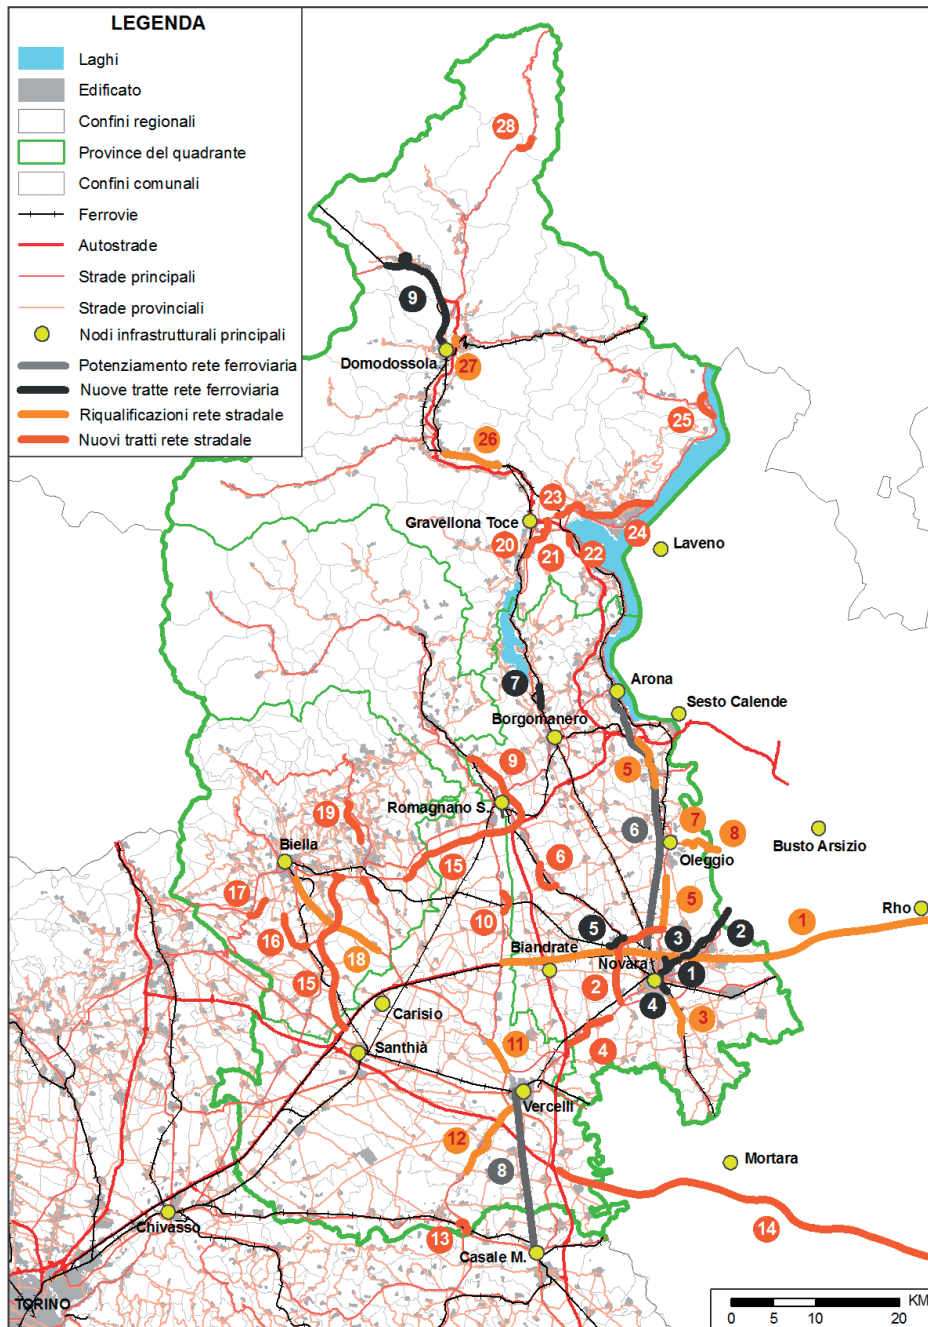 LEGENDA
Laghi
Edificato
Confini regionali
Province del quadrante
Confini comunali
Ferrovie
Autostrade
Strade principali
Strade provinciali
Nodi infrastrutturali principali
Potenziamento rete ferroviaria
Nuove tratte rete ferroviaria
Riqualificazioni rete stradale
Nuovi tratti rete stradale
28
9
Domodossola
27
25
26
23
Gravellona Toce
24
20
21
22
Laveno
7
Arona
Sesto Calende
Borgomanero
9
5
Romagnano S.
19
6
7
8
Busto Arsizio
Oleggio
Biella
15
6
17
5
Rho
10
5
3
2
1
16
Biandrate
18
Novara
1
15
2
4
3
Carisio
11
4
Santhià
Vercelli
12
8
Mortara
14
Chivasso
13
Casale M.
TORINO
KM
0
5
10
20